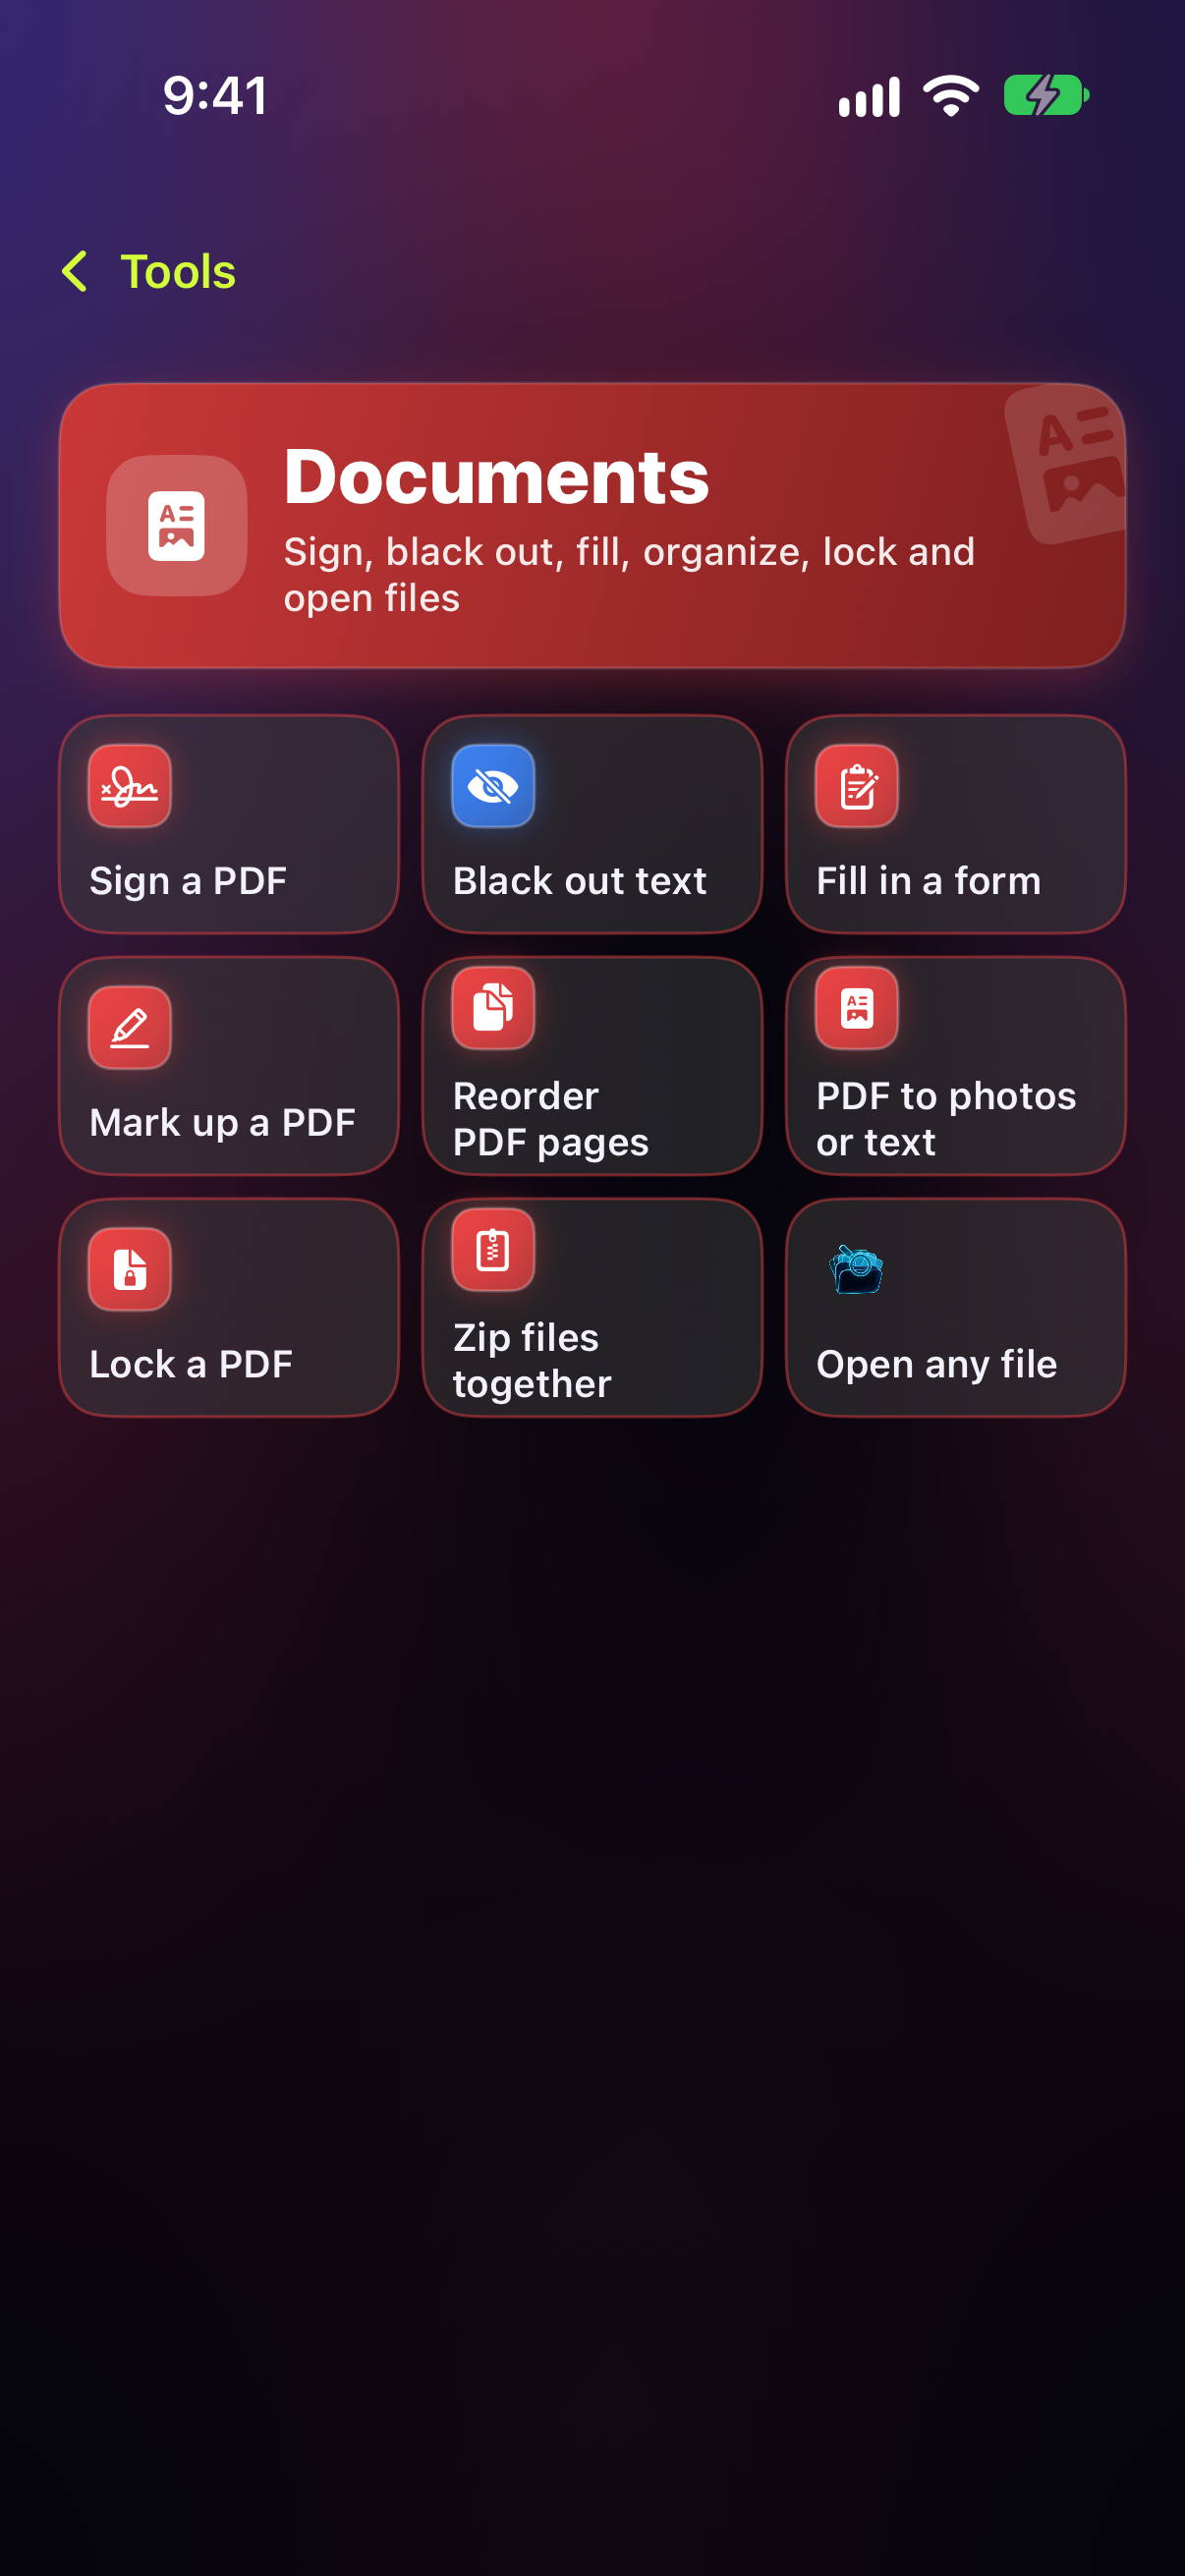 9:41
Tools
Documents
Sign, black out, fill, organize, lock and
open files
Sign a PDF
Black out text
Fill in a form
Mark up a PDF
Reorder
PDF pages
PDF to photos
or text
Lock a PDF
Zip files
together
Open any file